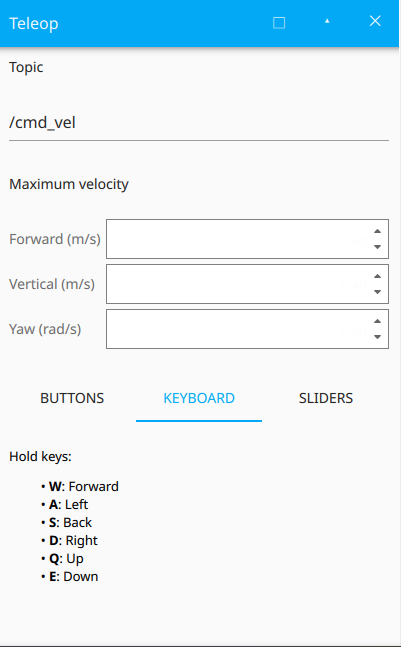 Teleop
Topic
/cmd_vel
Maximum velocity
Forward (m/s)
Vertical (m/s)
Yaw (rad/s)
BUTTONS KEYBOARD SLIDERS
Hold keys:
• W: Forward
• A: Left
• S: Back
• D: Right
• Q: Up
• E: Down